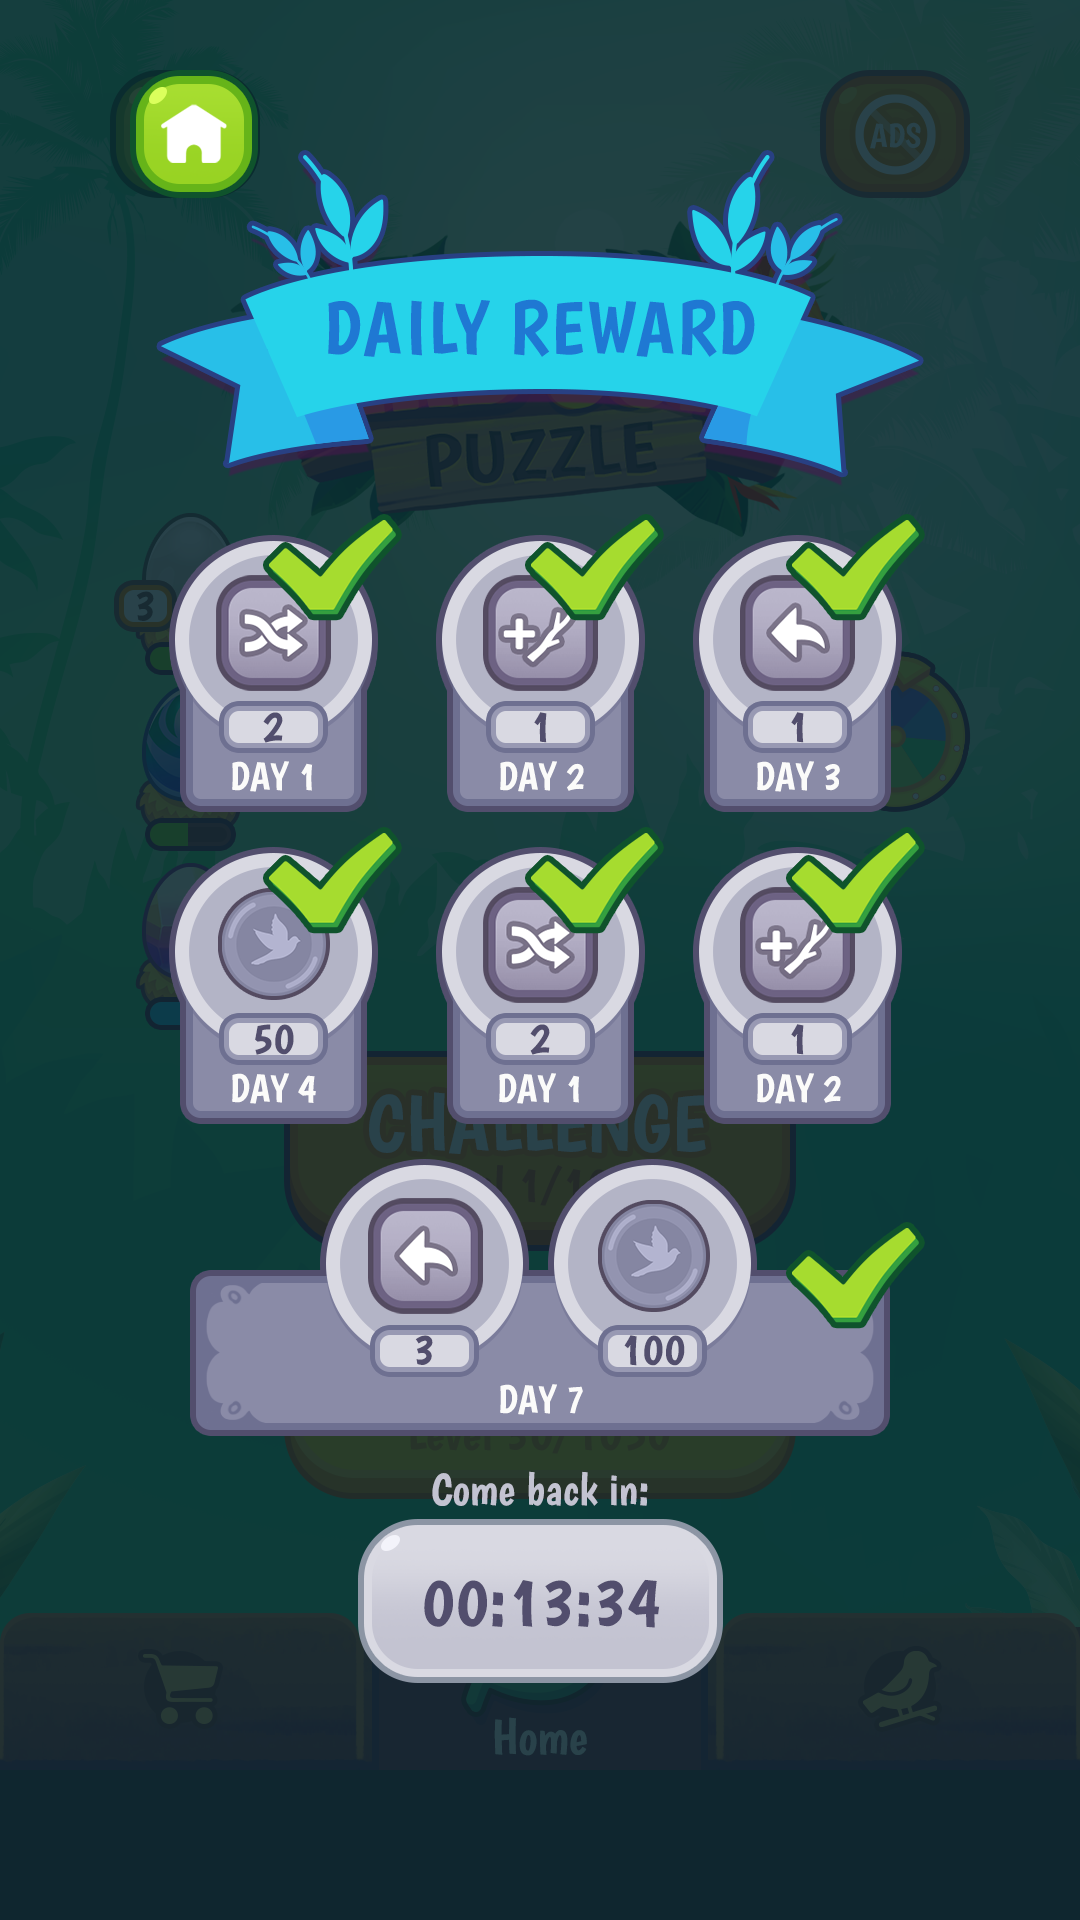 ADS
DAILY REWARD
PUZZLE
3
2
1
1
DAY 1
DAY 2
DAY 3
50
2
1
DAY 4
DAY 1
DAY 2
CHALLENGE
1/1
3
100
DAY 7
Level 50/1050
Come back in:
00:13:34
Home